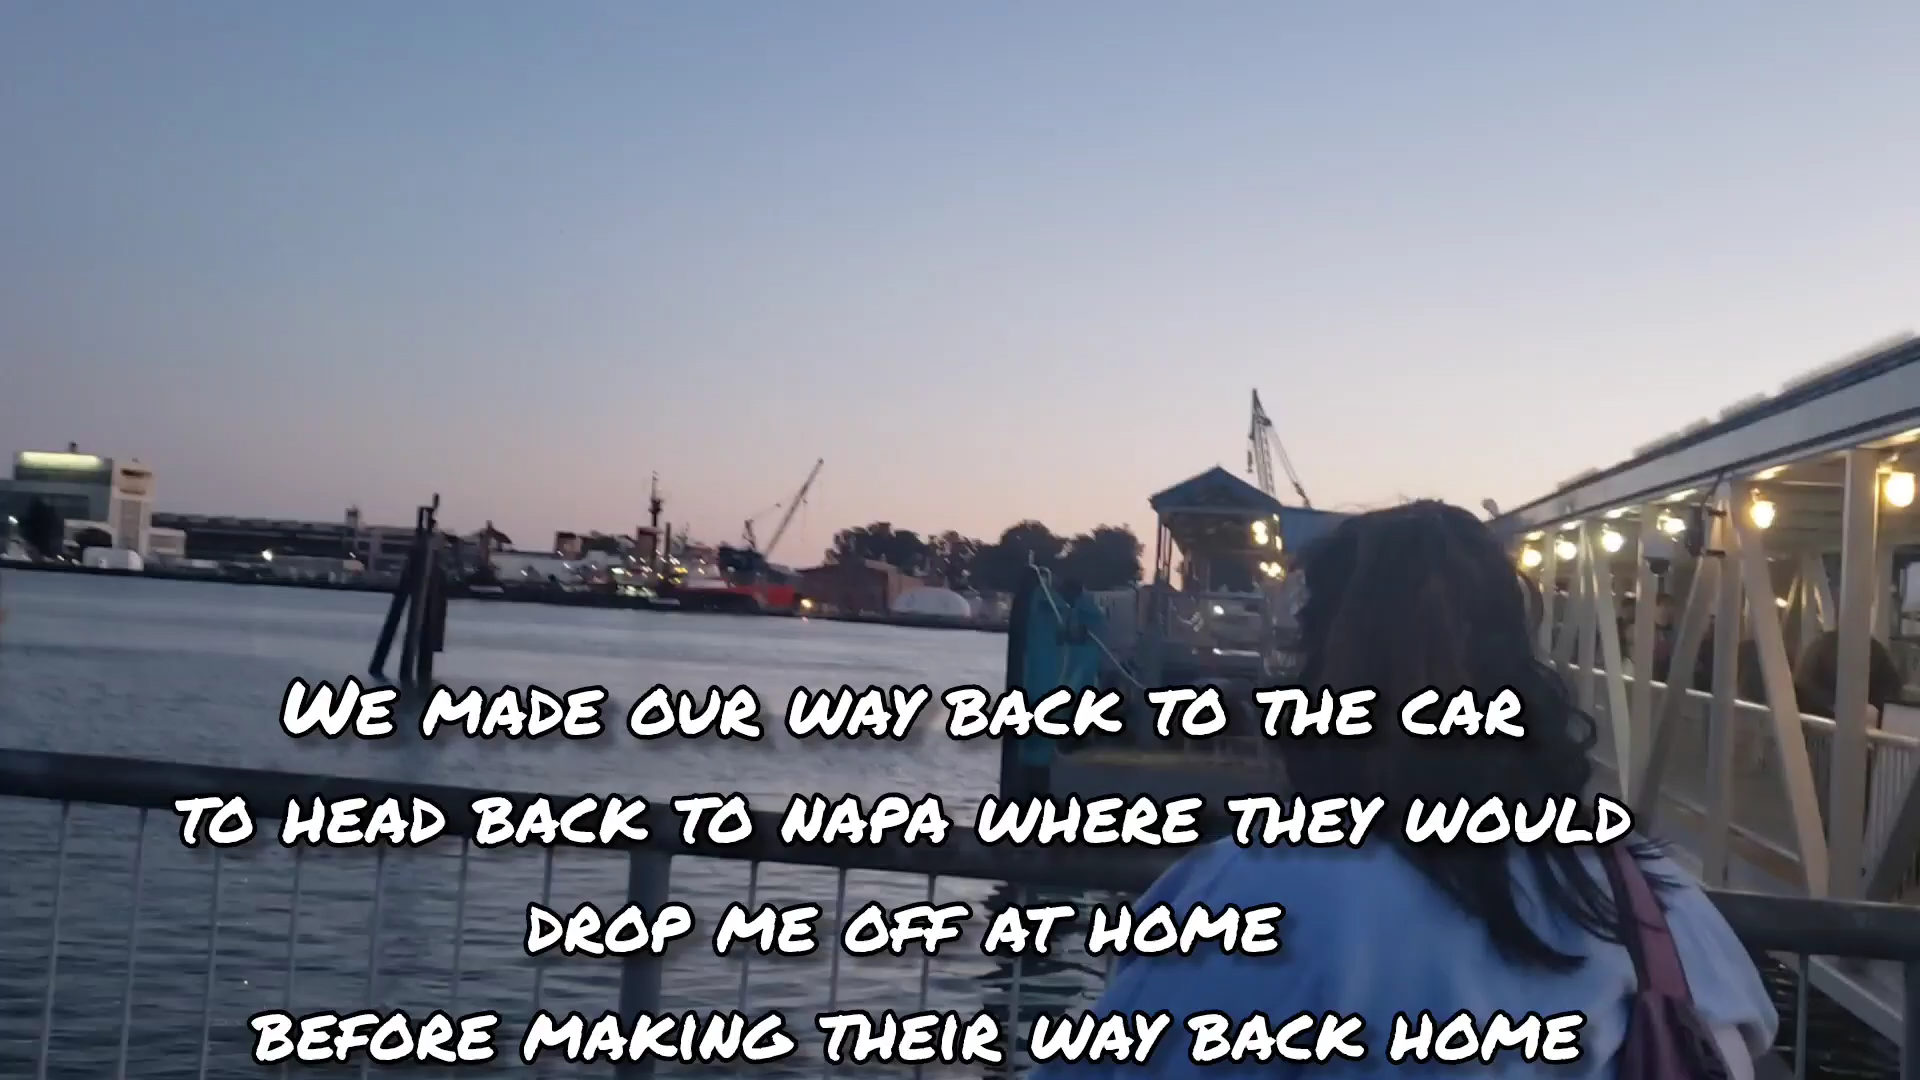 We made our way back to the car
to head back to napa where they would
drop me off at home
before making their way back home